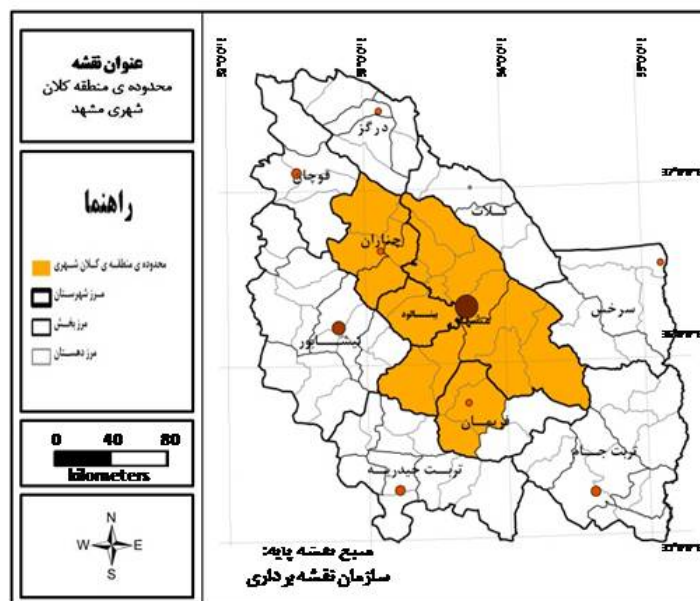 عنوان نقشه
محدوده ی منطقه کلان
شهری مشهد
راهنما
محدوده ی منطقه ی کلان شهری
مرز شهرستان
مرز بخش
مرز دهستان
0 40 80
kilometers
N
W E
S
درگز
قوچان
کلات
چناران
سرخس
بینالود
مشهد
نیشابور
فریمان
تربت جام
تربت حیدریه
منبع نقشه پایه:
سازمان نقشه برداری